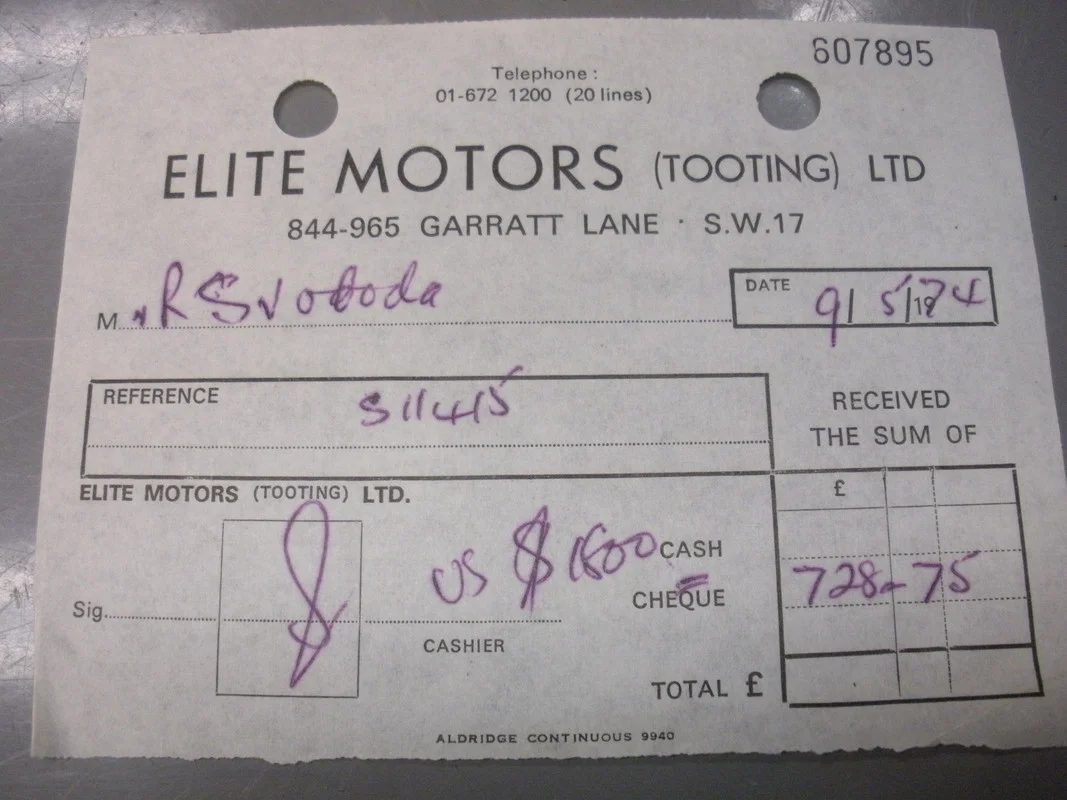 607895
Telephone :
01-672 1200 (20 lines)
ELITE MOTORS (TOOTING) LTD
844-965 GARRATT LANE · S.W.17
Mr R Svoboda
DATE 9/5/1974
REFERENCE S11415
RECEIVED
THE SUM OF
ELITE MOTORS (TOOTING) LTD.
£
US $ CASH
CHEQUE
728-75
Sig.
CASHIER
TOTAL £
ALDRIDGE CONTINUOUS 9940